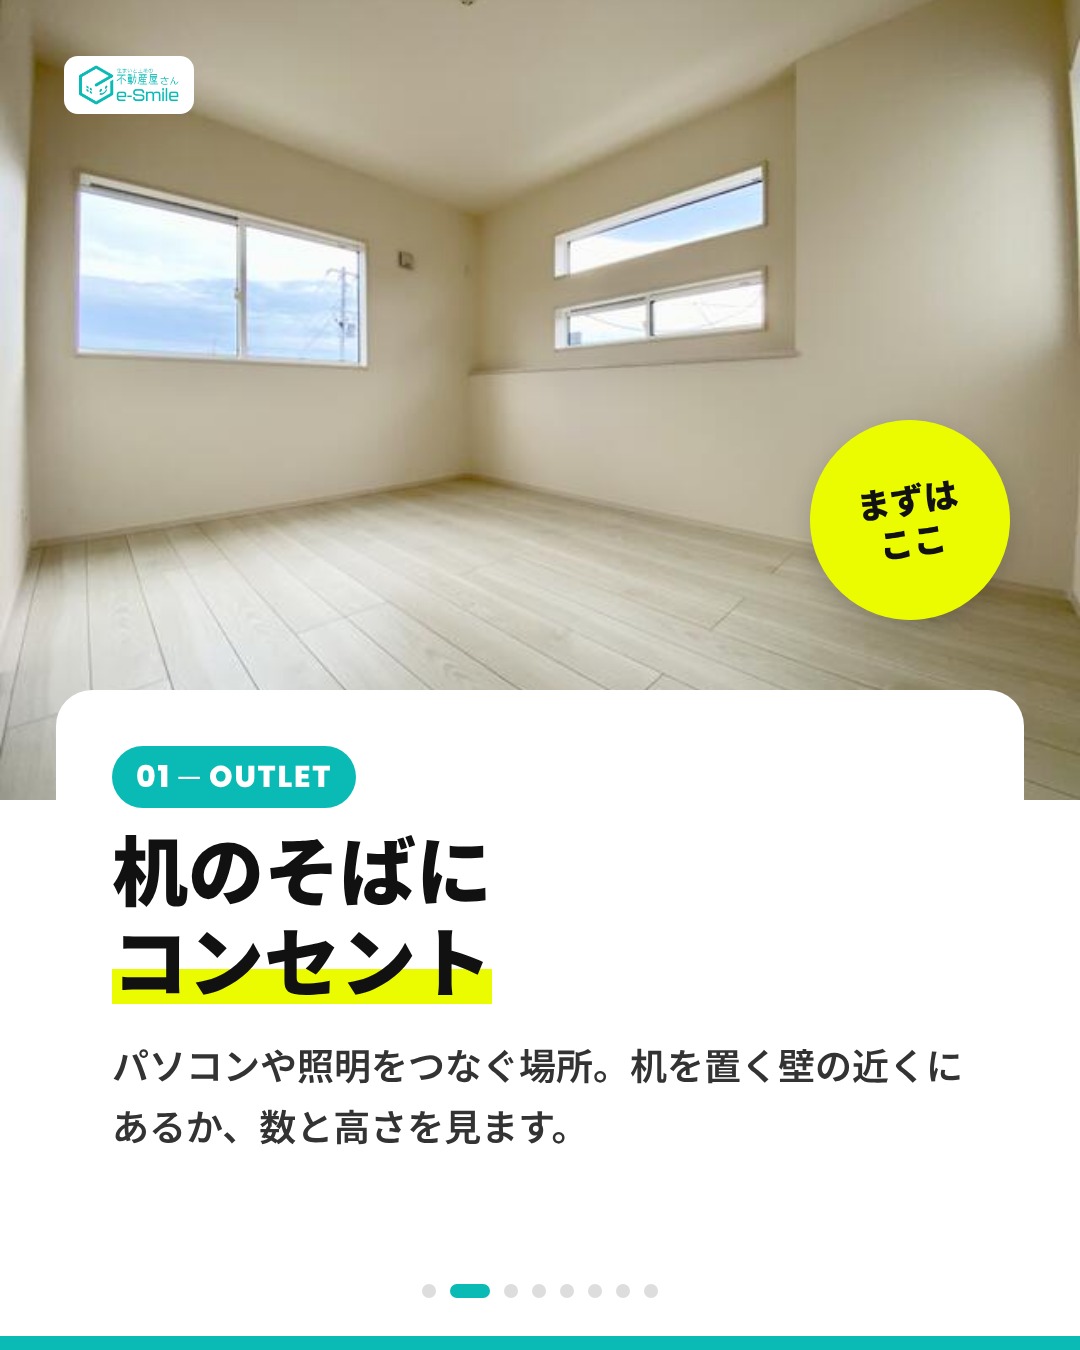 不動産屋さん
e-Smile
まずは
ここ
01 — OUTLET
机のそばに
コンセント
パソコンや照明をつなぐ場所。机を置く壁の近くに
あるか、数と高さを見ます。